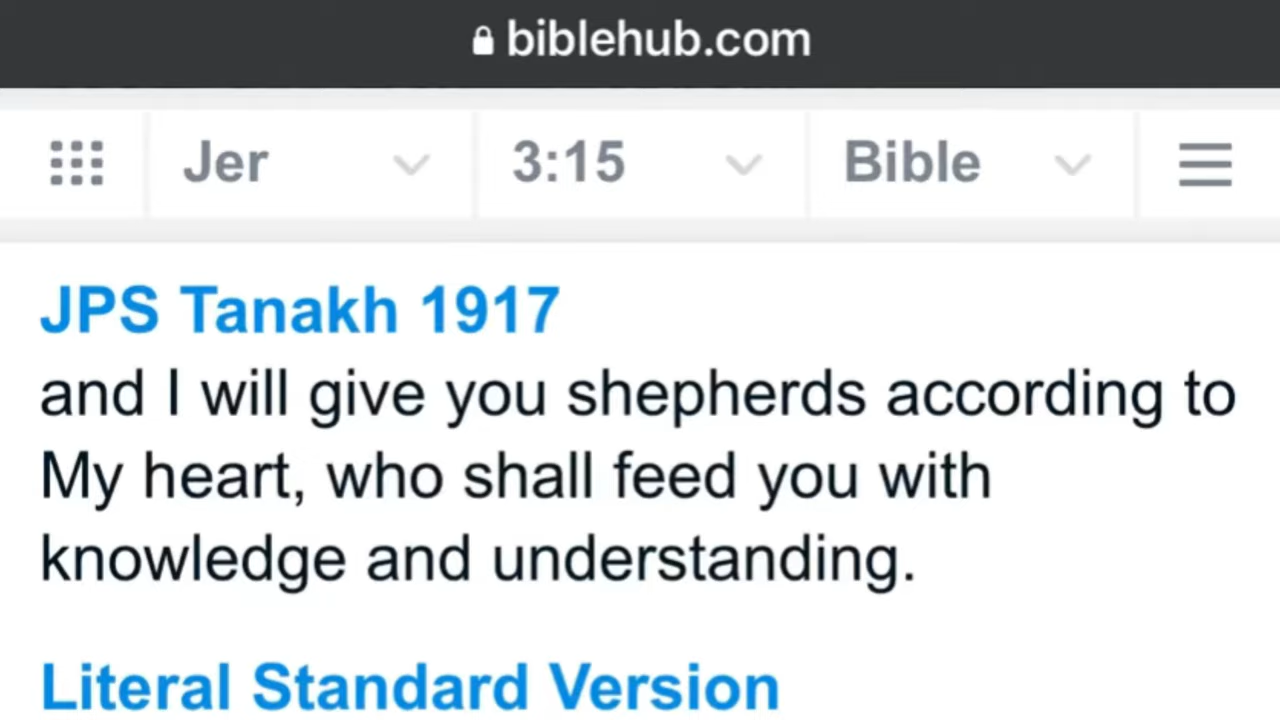 biblehub.com
Jer 3:15 Bible
JPS Tanakh 1917
and I will give you shepherds according to
My heart, who shall feed you with
knowledge and understanding.
Literal Standard Version